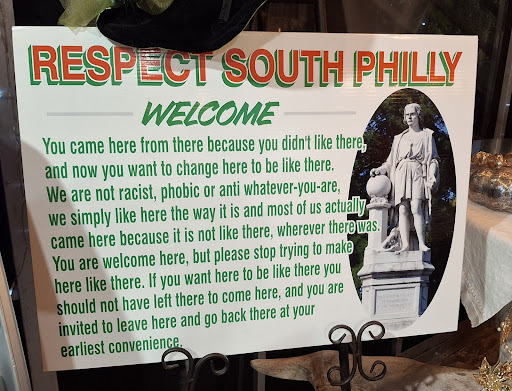 RESPECT SOUTH PHILLY
WELCOME
You came here from there because you didn't like there,
and now you want to change here to be like there.
We are not racist, phobic or anti whatever-you-are,
we simply like here the way it is and most of us actually
came here because it is not like there, wherever there was.
You are welcome here, but please stop trying to make
here like there. If you want here to be like there you
should not have left there to come here, and you are
invited to leave here and go back there at your
earliest convenience.